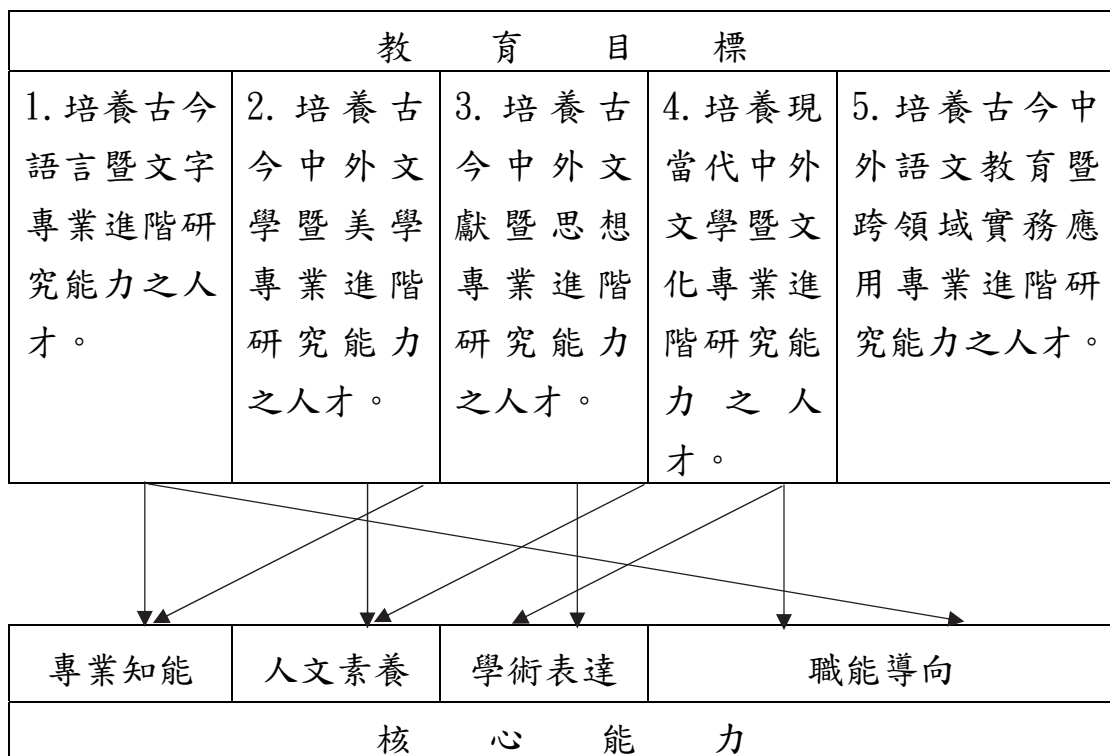 教育目標
1.培養古今
語言暨文字
專業進階研
究能力之人
才。
2.培養古
今中外文
學暨美學
專業進階
研究能力
之人才。
3.培養古
今中外文
獻暨思想
專業進階
研究能力
之人才。
4.培養現
當代中外
文學暨文
化專業進
階研究能
力之人
才。
5.培養古今中
外語文教育暨
跨領域實務應
用專業進階研
究能力之人才。
專業知能
人文素養
學術表達
職能導向
核心能力